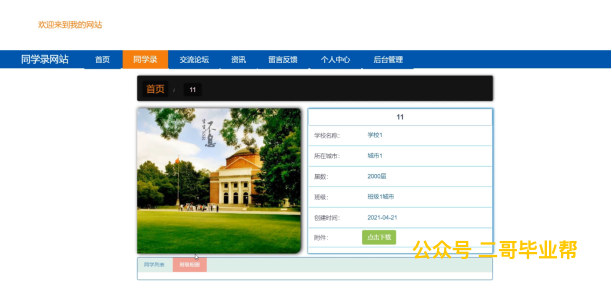 欢迎来到我的网站
同学录网站 首页 同学录 交流论坛 资讯 留言反馈 个人中心 后台管理
首页 / 11
11
学校名称: 学校1
所在城市: 城市1
届数: 2000届
班级: 班级1城市
创建时间: 2021-04-21
附件: 点击下载
公众号 二哥毕业帮
同学列表